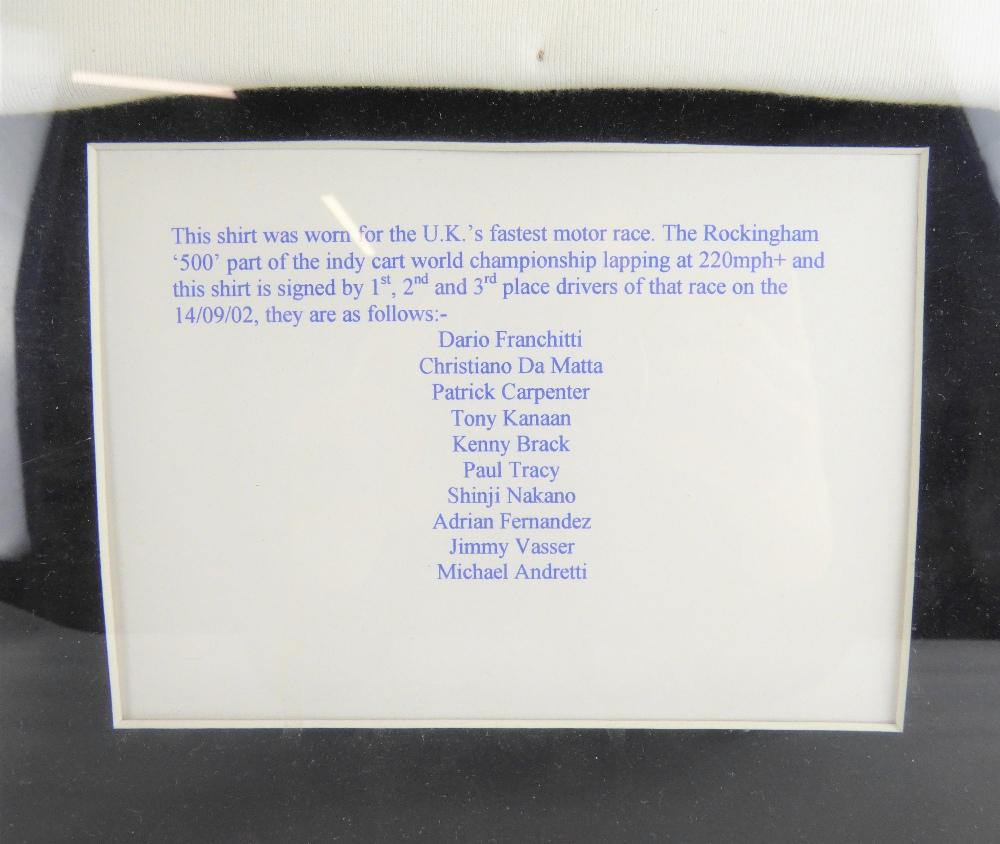 This shirt was worn for the U.K.'s fastest motor race. The Rockingham
‘500’ part of the indy cart world championship lapping at 220mph+ and
this shirt is signed by 1st, 2nd and 3rd place drivers of that race on the
14/09/02, they are as follows:-
Dario Franchitti
Christiano Da Matta
Patrick Carpenter
Tony Kanaan
Kenny Brack
Paul Tracy
Shinji Nakano
Adrian Fernandez
Jimmy Vasser
Michael Andretti